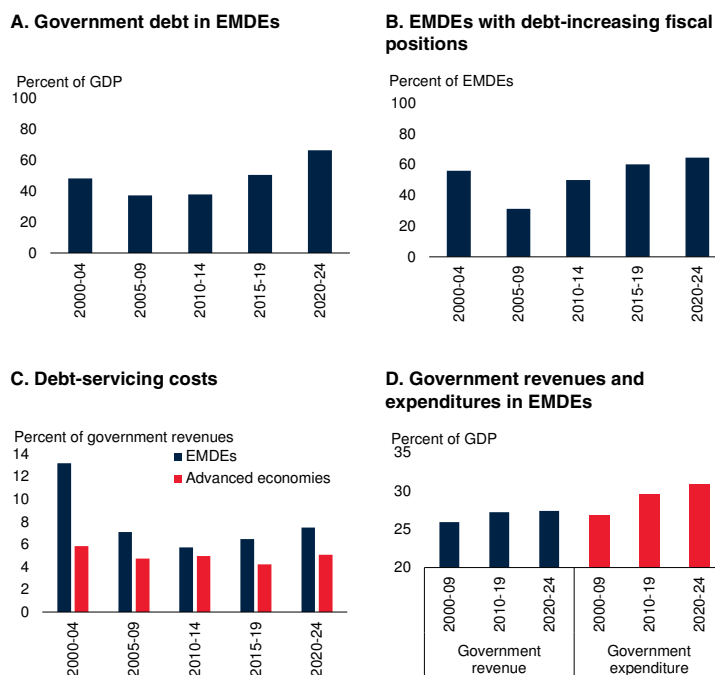 A. Government debt in EMDEs
Percent of GDP
100
80
60
40
20
0
2000-04
2005-09
2010-14
2015-19
2020-24
B. EMDEs with debt-increasing fiscal
positions
Percent of EMDEs
100
80
60
40
20
0
2000-04
2005-09
2010-14
2015-19
2020-24
C. Debt-servicing costs
Percent of government revenues
14
12
10
8
6
4
2
0
EMDEs
Advanced economies
2000-04
2005-09
2010-14
2015-19
2020-24
D. Government revenues and
expenditures in EMDEs
Percent of GDP
35
30
25
20
2000-09
2010-19
2020-24
2000-09
2010-19
2020-24
Government
revenue
Government
expenditure